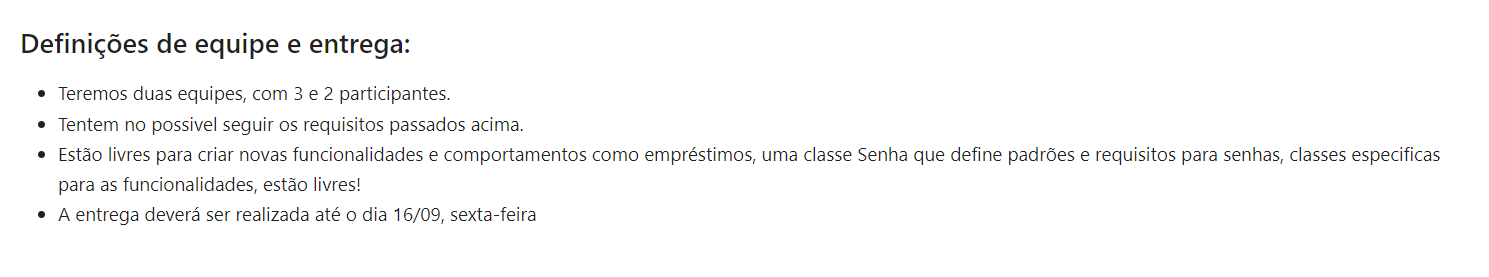 Definições de equipe e entrega:
• Teremos duas equipes, com 3 e 2 participantes.
• Tentem no possivel seguir os requisitos passados acima.
• Estão livres para criar novas funcionalidades e comportamentos como empréstimos, uma classe Senha que define padrões e requisitos para senhas, classes especificas
para as funcionalidades, estão livres!
• A entrega deverá ser realizada até o dia 16/09, sexta-feira